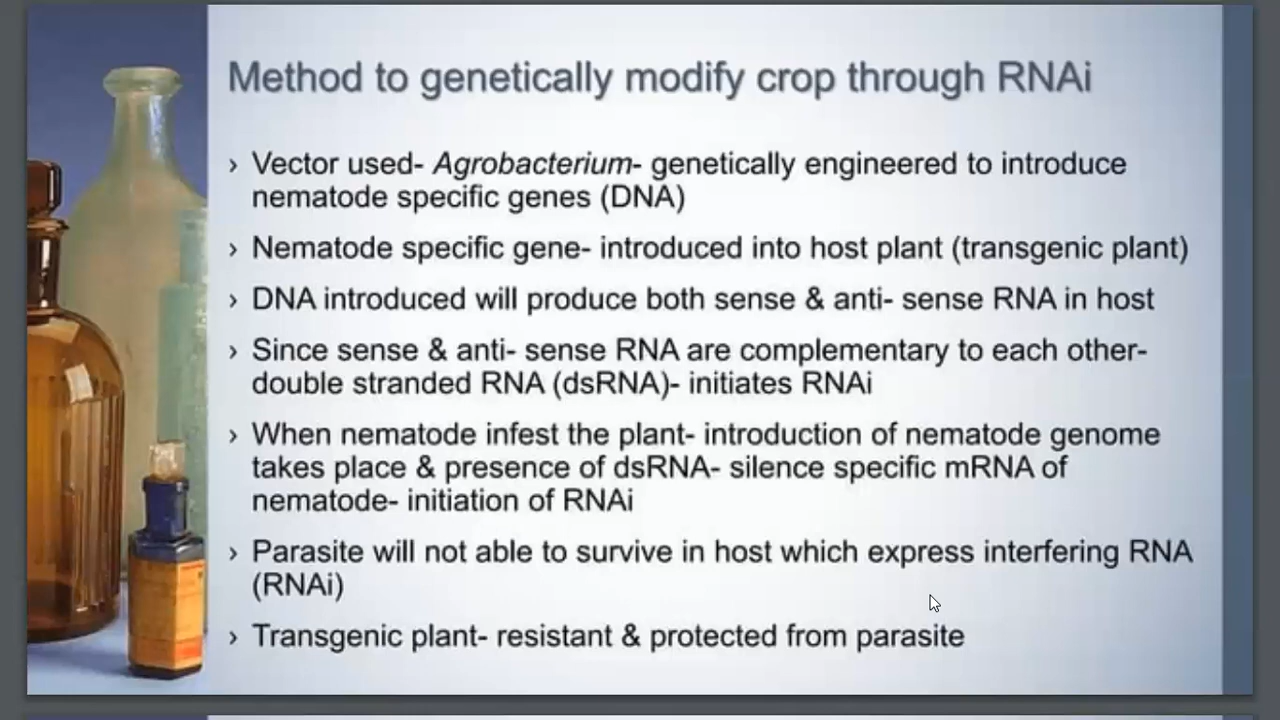 Method to genetically modify crop through RNAi
› Vector used- Agrobacterium- genetically engineered to introduce
nematode specific genes (DNA)
› Nematode specific gene- introduced into host plant (transgenic plant)
› DNA introduced will produce both sense & anti- sense RNA in host
› Since sense & anti- sense RNA are complementary to each other-
double stranded RNA (dsRNA)- initiates RNAi
› When nematode infest the plant- introduction of nematode genome
takes place & presence of dsRNA- silence specific mRNA of
nematode- initiation of RNAi
› Parasite will not able to survive in host which express interfering RNA
(RNAi)
› Transgenic plant- resistant & protected from parasite